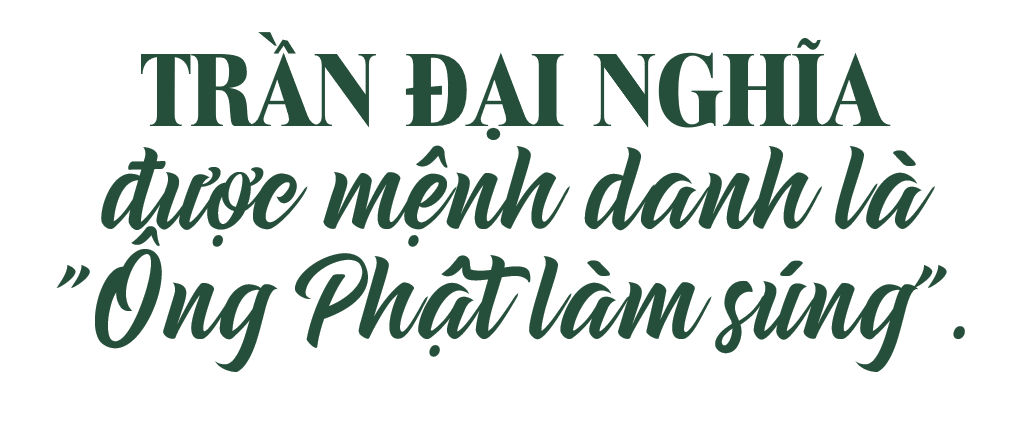 TRẦN ĐẠI NGHĨA
được mệnh danh là
"Ông Phật làm súng".